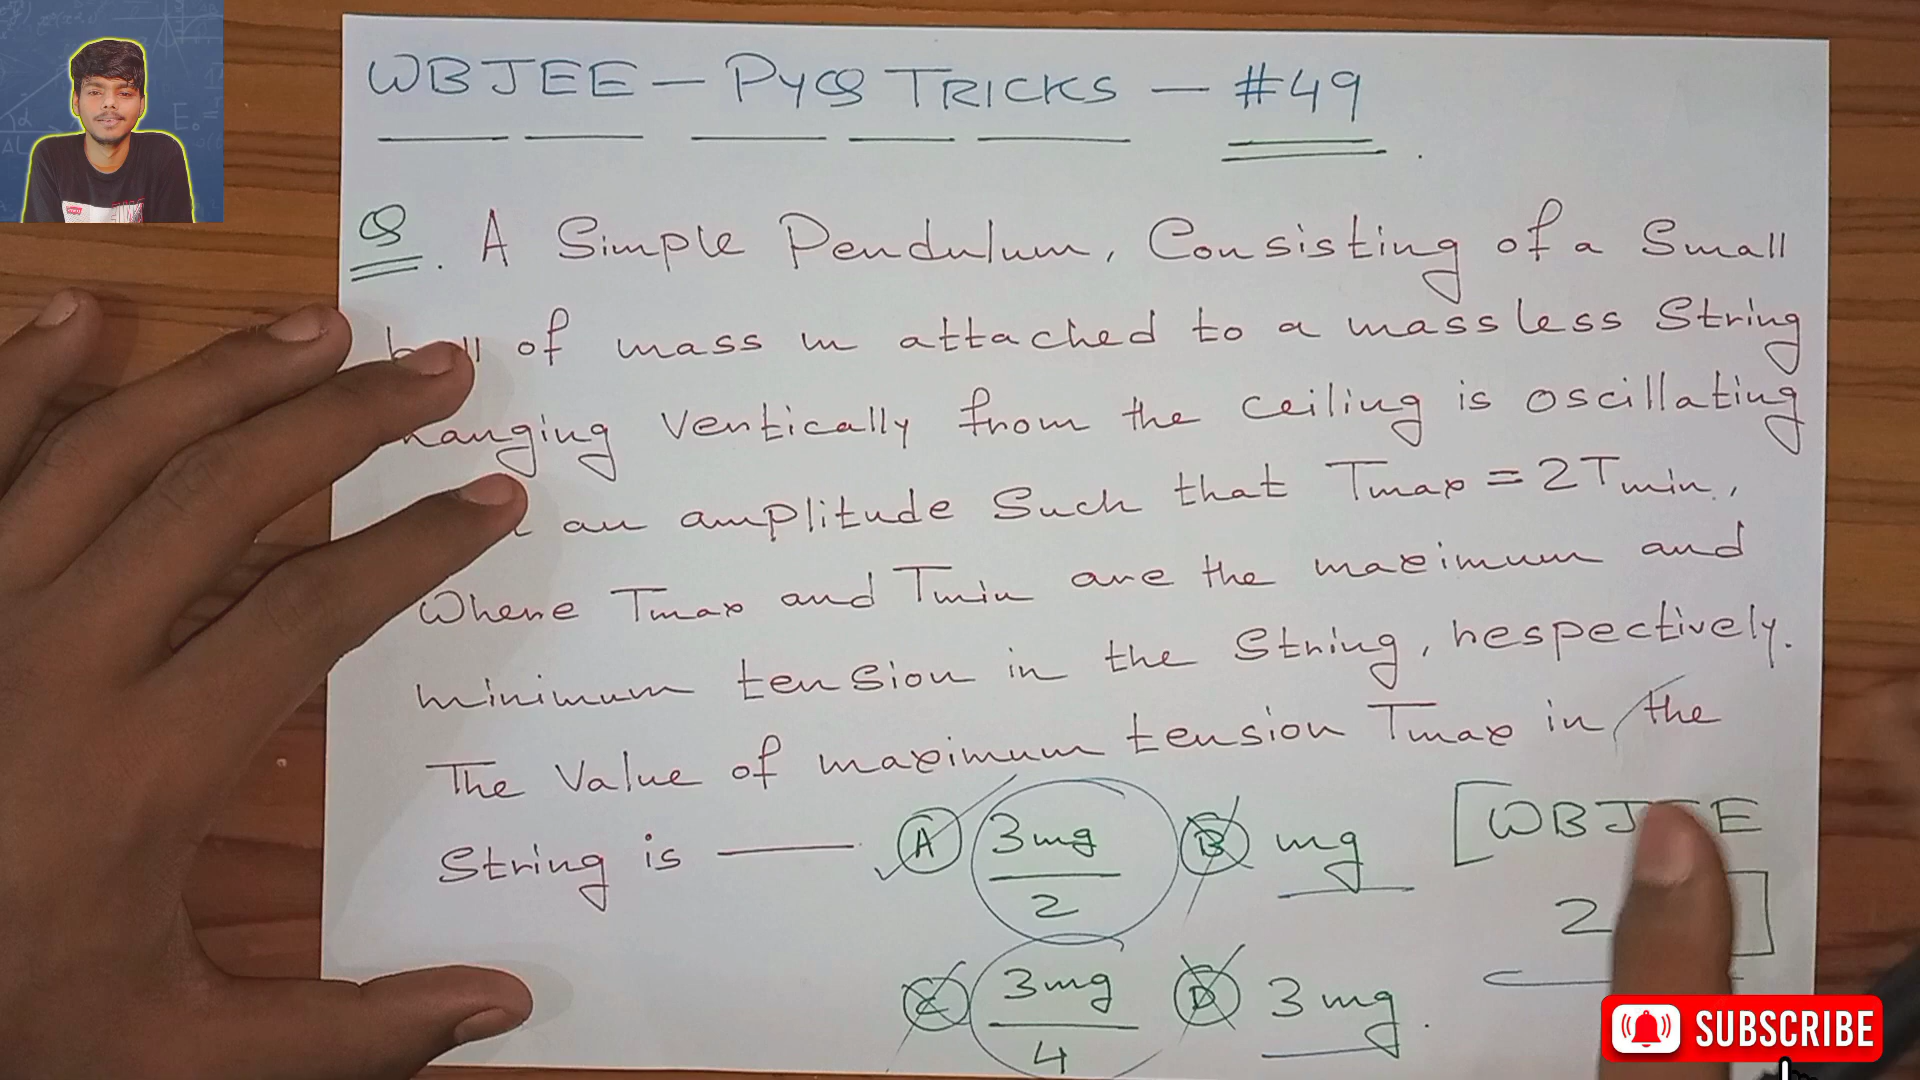 WBJEE - PYQ TRICKS - #49
Q. A Simple Pendulum, Consisting of a Small
of mass m attached to a massless String
hanging vertically from the ceiling is oscillating
an amplitude Such that Tmax = 2Tmin.,
Where Tmax and Tmin are the maximum and
minimum tension in the String, respectively.
The Value of maximum tension Tmax in the
String is —
(A) 3mg/2 (B) mg
(C) 3mg/4 (D) 3mg.
[WBJEE
2
SUBSCRIBE